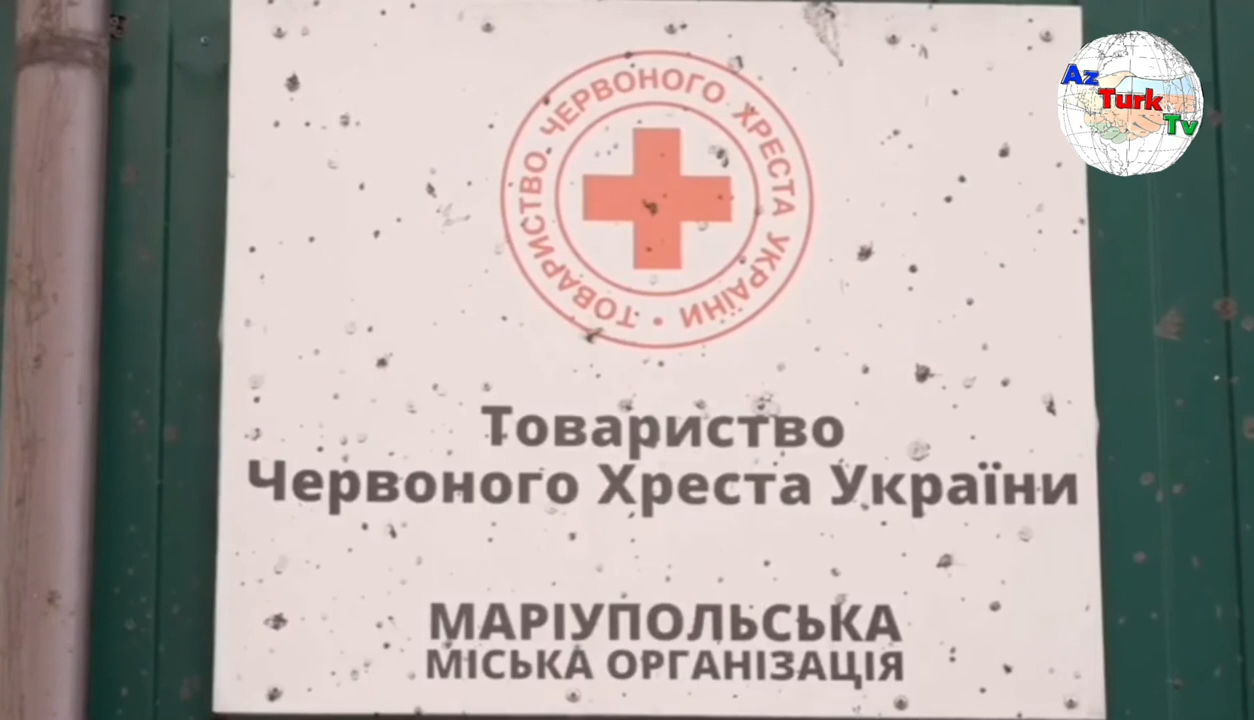 ТОВАРИСТВО ЧЕРВОНОГО ХРЕСТА УКРАЇНИ •
Товариство
Червоного Хреста України
МАРІУПОЛЬСЬКА
МІСЬКА ОРГАНІЗАЦІЯ
Az
Turk
Tv